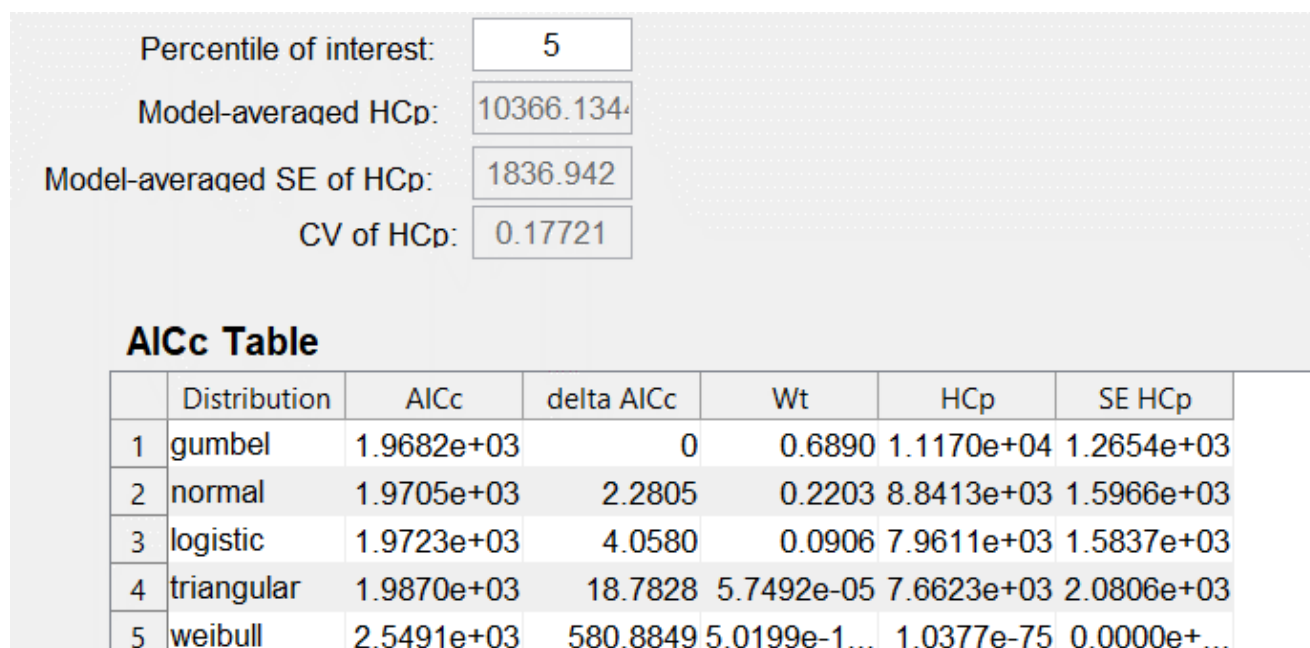 Percentile of interest: 5
Model-averaged HCp: 10366.134
Model-averaged SE of HCp: 1836.942
CV of HCp: 0.17721
AICc Table
Distribution AICc delta AICc Wt HCp SE HCp
1 gumbel 1.9682e+03 0 0.6890 1.1170e+04 1.2654e+03
2 normal 1.9705e+03 2.2805 0.2203 8.8413e+03 1.5966e+03
3 logistic 1.9723e+03 4.0580 0.0906 7.9611e+03 1.5837e+03
4 triangular 1.9870e+03 18.7828 5.7492e-05 7.6623e+03 2.0806e+03
5 weibull 2.5491e+03 580.8849 5.0199e-1... 1.0377e-75 0.0000e+...